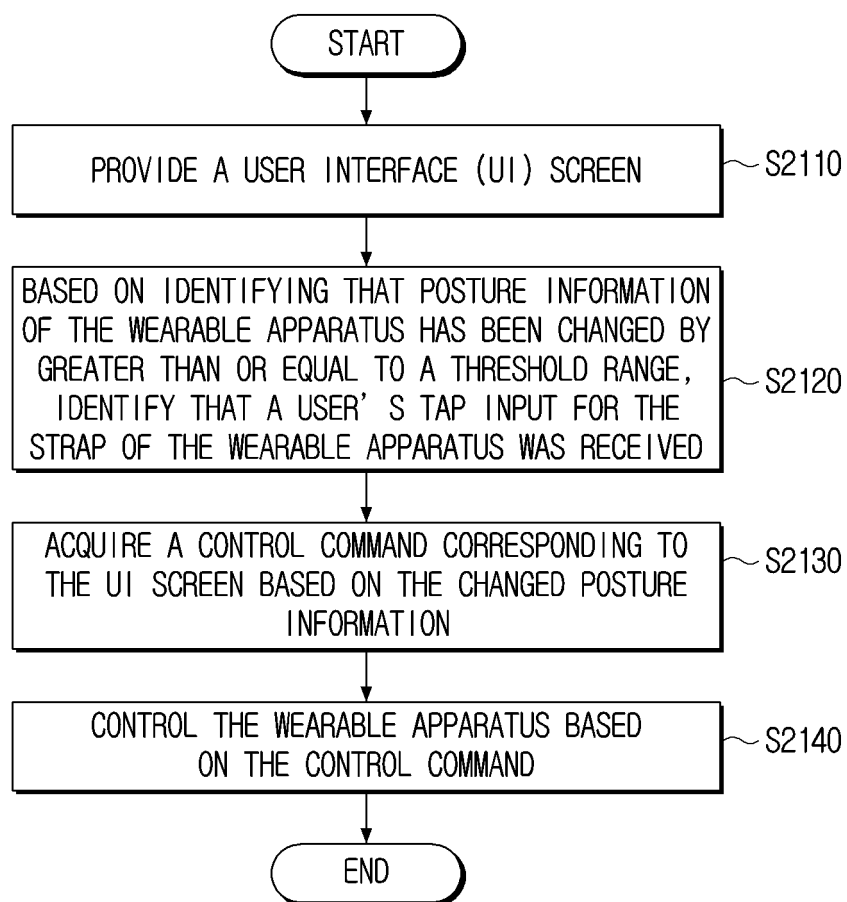 START
PROVIDE A USER INTERFACE (UI) SCREEN
S2110
BASED ON IDENTIFYING THAT POSTURE INFORMATION
OF THE WEARABLE APPARATUS HAS BEEN CHANGED BY
GREATER THAN OR EQUAL TO A THRESHOLD RANGE,
IDENTIFY THAT A USER' S TAP INPUT FOR THE
STRAP OF THE WEARABLE APPARATUS WAS RECEIVED
S2120
ACQUIRE A CONTROL COMMAND CORRESPONDING TO
THE UI SCREEN BASED ON THE CHANGED POSTURE
INFORMATION
S2130
CONTROL THE WEARABLE APPARATUS BASED
ON THE CONTROL COMMAND
S2140
END